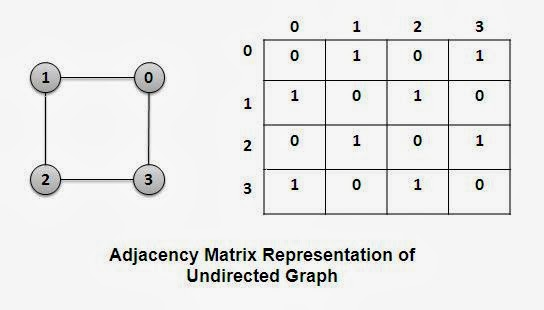 0 1 2 3
0 0 1 0 1
1 1 0 1 0
2 0 1 0 1
3 1 0 1 0
1 0
2 3
Adjacency Matrix Representation of
Undirected Graph